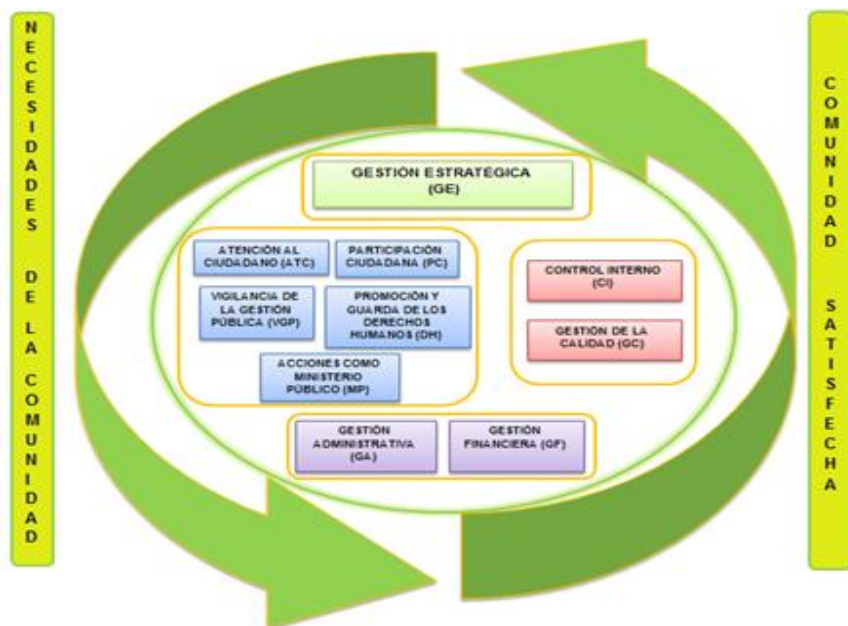 NECESIDADES DE LA COMUNIDAD
GESTIÓN ESTRATÉGICA
(GE)
ATENCIÓN AL
CIUDADANO (ATC)
PARTICIPACIÓN
CIUDADANA (PC)
VIGILANCIA DE
LA GESTIÓN
PÚBLICA (VGP)
PROMOCIÓN Y
GUARDA DE LOS
DERECHOS
HUMANOS (DH)
ACCIONES COMO
MINISTERIO
PÚBLICO (MP)
CONTROL INTERNO
(CI)
GESTIÓN DE LA
CALIDAD (GC)
GESTIÓN
ADMINISTRATIVA
(GA)
GESTIÓN
FINANCIERA (GF)
COMUNIDAD SATISFECHA